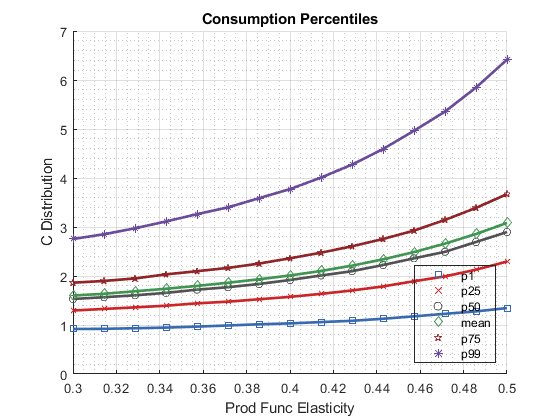 Consumption Percentiles
7
6
5
4
3
2
1
0
C Distribution
p1
p25
p50
mean
p75
p99
0.3 0.32 0.34 0.36 0.38 0.4 0.42 0.44 0.46 0.48 0.5
Prod Func Elasticity